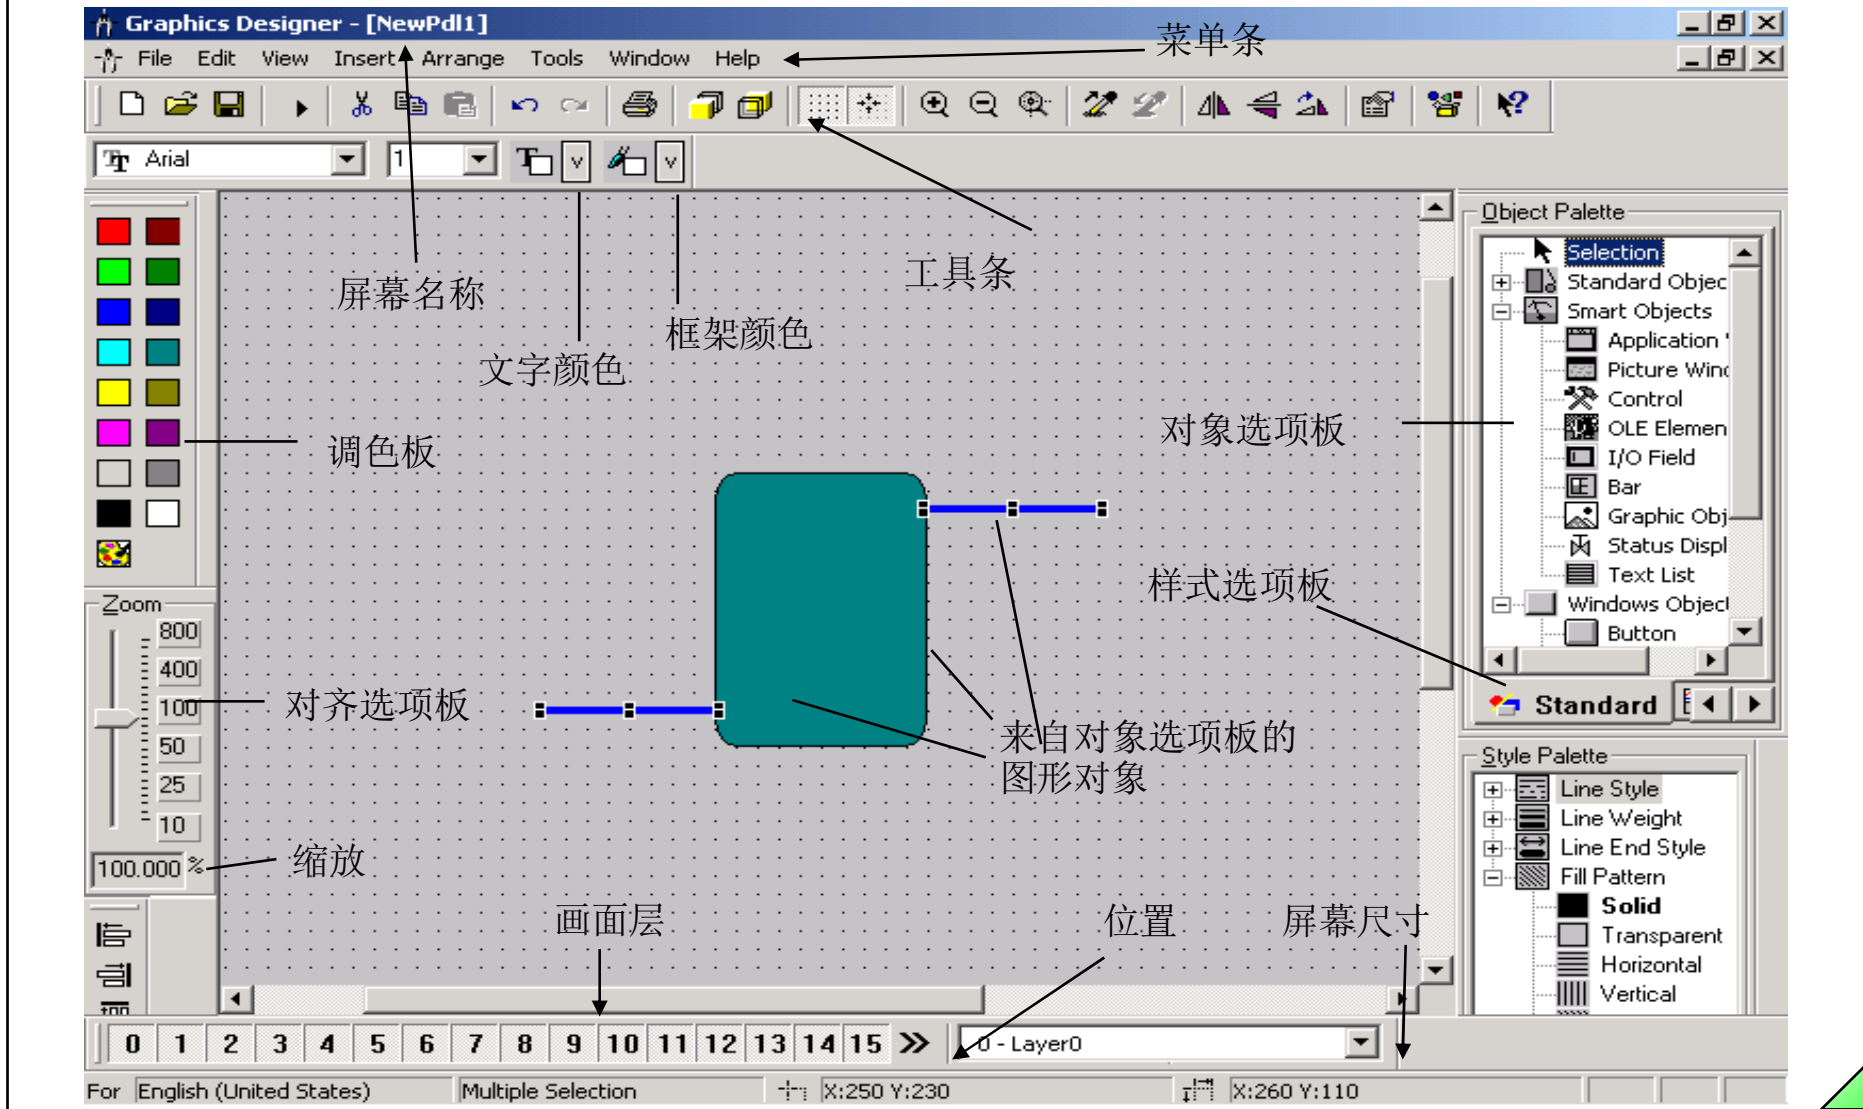 Graphics Designer - [NewPdl1]
File Edit View Insert Arrange Tools Window Help
菜单条
Arial
1
v
v
Object Palette
Selection
Standard Objec
Smart Objects
Application
Picture Wind
Control
OLE Elemen
I/O Field
Bar
Graphic Obj
Status Displ
Text List
Windows Object
Button
Standard
屏幕名称
工具条
框架颜色
文字颜色
对象选项板
调色板
样式选项板
Zoom
800
400
100
50
25
10
100.000 %
对齐选项板
来自对象选项板的
图形对象
缩放
Style Palette
Line Style
Line Weight
Line End Style
Fill Pattern
Solid
Transparent
Horizontal
Vertical
画面层
位置
屏幕尺寸
0 1 2 3 4 5 6 7 8 9 10 11 12 13 14 15
0 - Layer0
For English (United States) Multiple Selection X:250 Y:230 X:260 Y:110